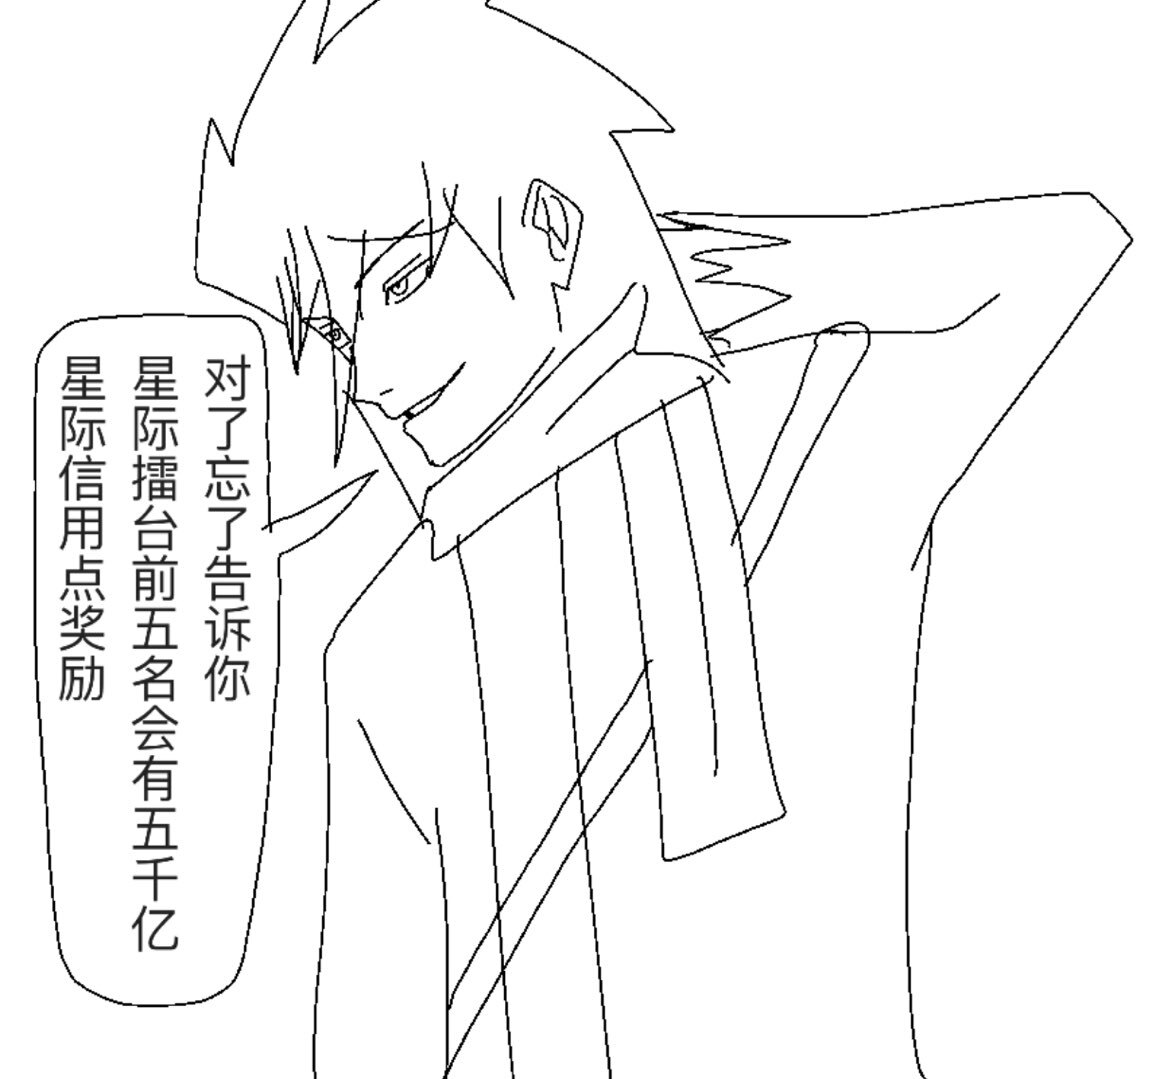 对了忘了告诉你
星际擂台前五名会有五千亿
星际信用点奖励